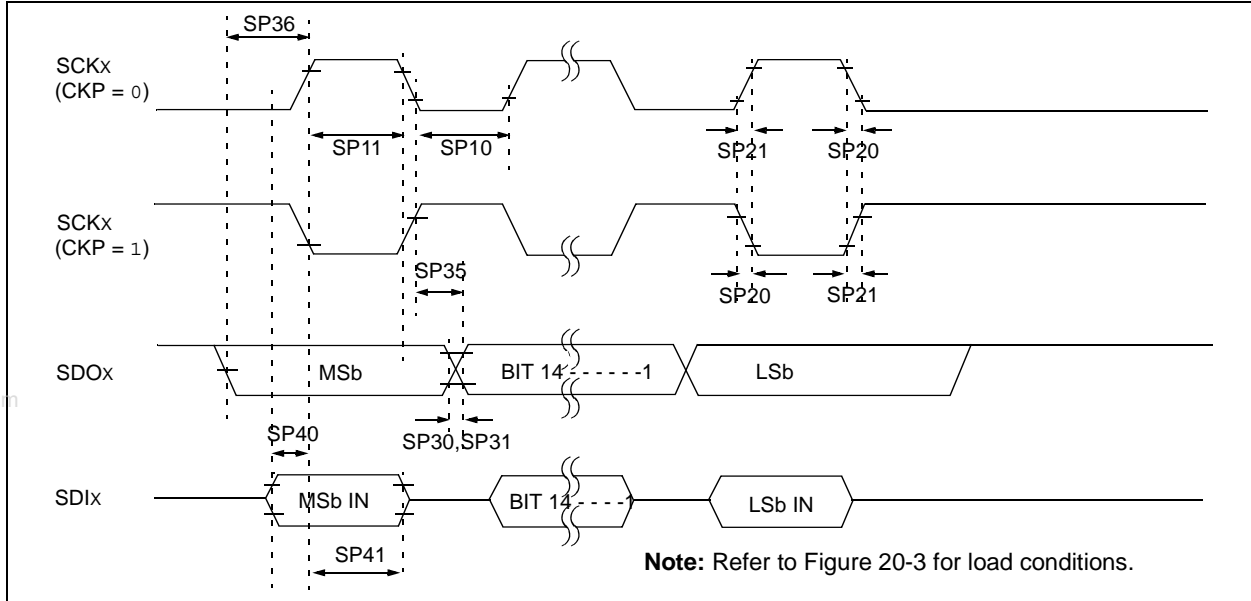 SP36
SCKX
(CKP = 0)
SP11
SP10
SP21
SP20
SCKX
(CKP = 1)
SP35
SP20
SP21
SDOX
MSb
BIT 14 - - - - - -1
LSb
m
SP40
SP30,SP31
SDIX
MSb IN
BIT 14 - - - -1
LSb IN
SP41
Note: Refer to Figure 20-3 for load conditions.